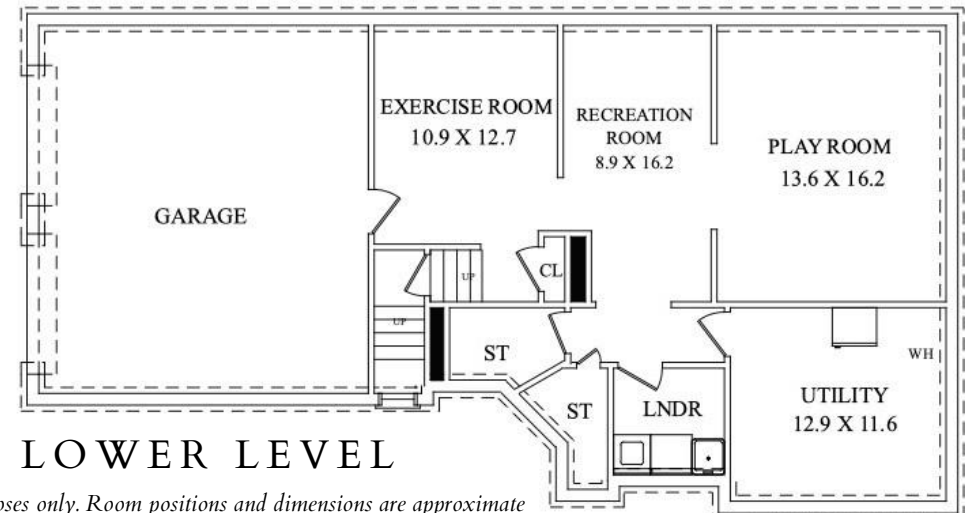 EXERCISE ROOM
10.9 X 12.7
RECREATION
ROOM
8.9 X 16.2
PLAY ROOM
13.6 X 16.2
GARAGE
UP
CL
UP
ST
ST
LNDR
WH
UTILITY
12.9 X 11.6
LOWER LEVEL
only. Room positions and dimensions are approximate